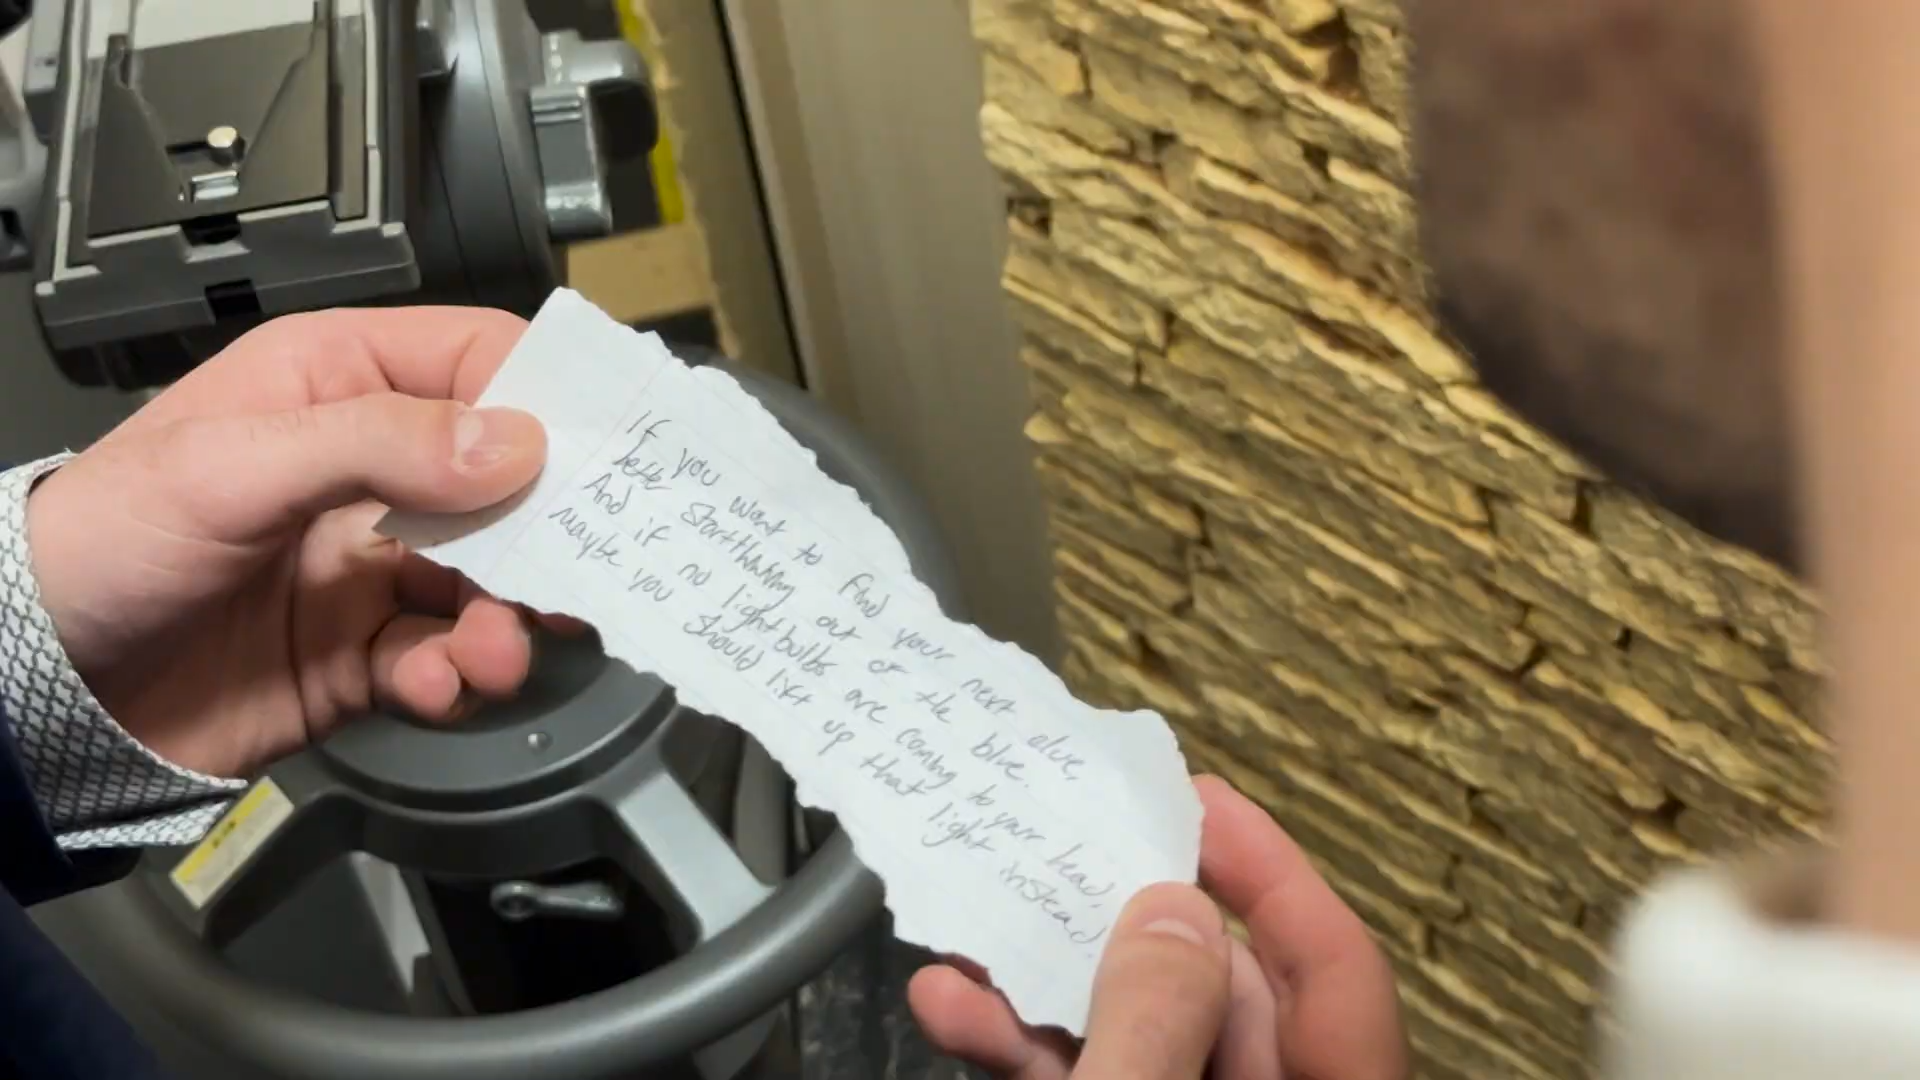 If you want to find your next clue,
better start thinking out of the blue.
And if no lightbulbs are coming to your head,
Maybe you should lift up that light instead.